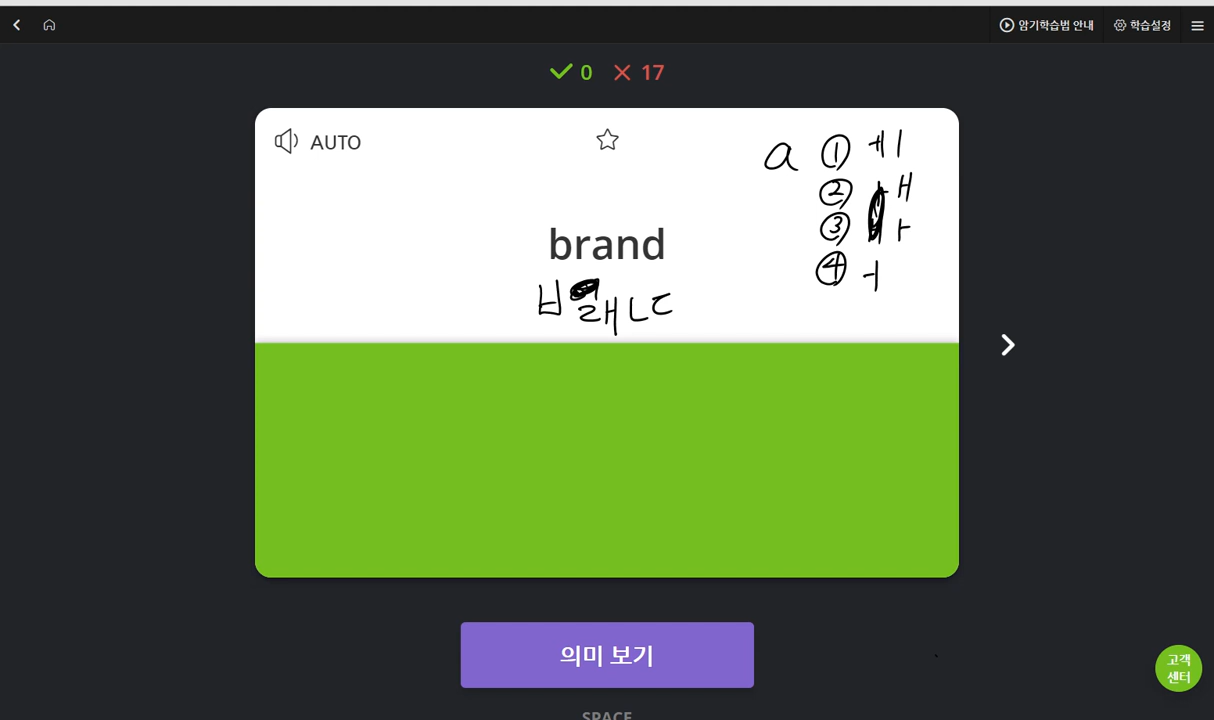 암기학습법 안내 학습설정
0 17
AUTO
a ① ㅔ
② ㅐ
③ ㅏ
④ ㅓ
brand
ㅂ ㄹㅐㄴㄷ
의미 보기
고객
센터
SPACE